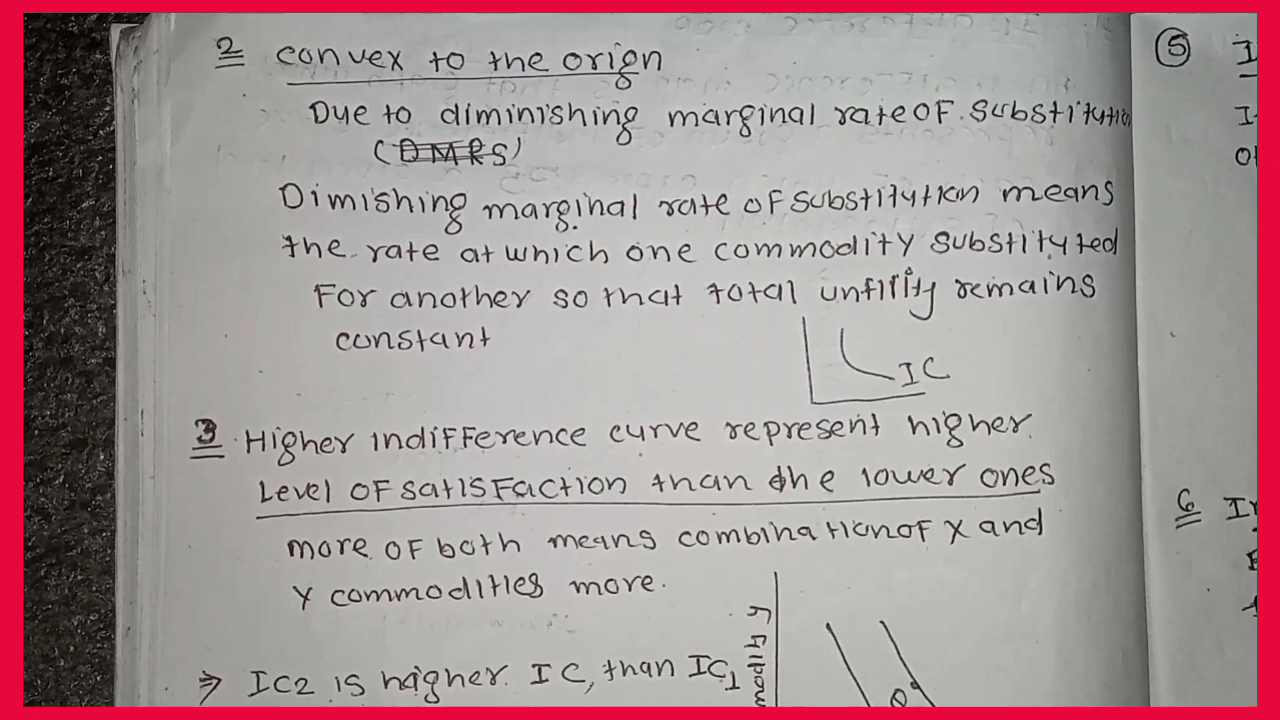 2 convex to the orign
Due to diminishing marginal rate of substitution
(DMRS)
Dimishing marginal rate of substitution means
the rate at which one commodity substituted
for another so that total
remains
constant
IC
3 Higher indifference curve represent higher
Level of satisfaction than the lower ones
more of both means combination of X and
Y commodities more.
⇒ IC2 is higher IC, than IC1
5
I
6